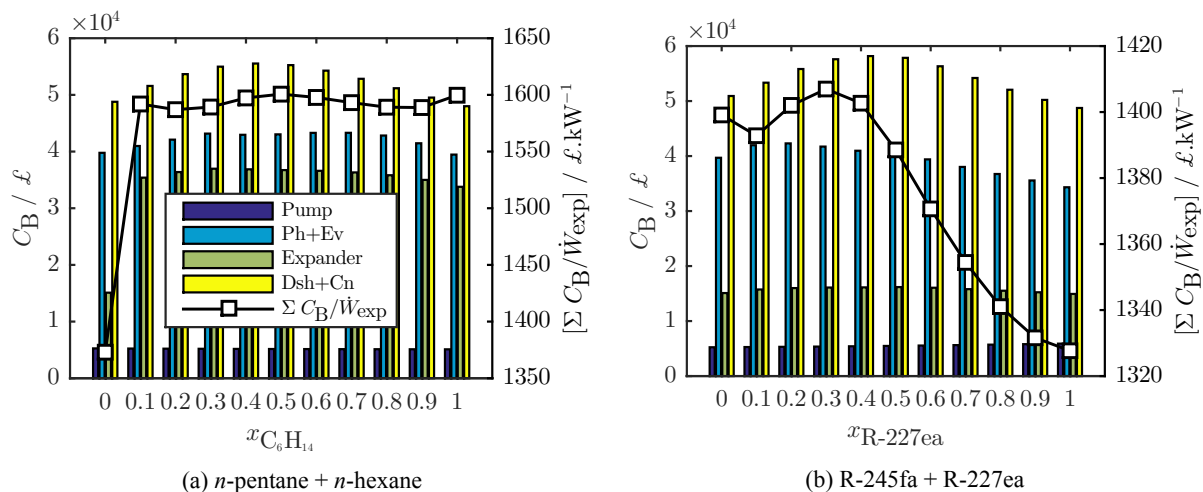 ×10⁴
6
5
4
3
2
1
0
C_B / £
1650
1600
1550
1500
1450
1400
1350
[Σ C_B/Ẇexp] / £.kW⁻¹
Pump
Ph+Ev
Expander
Dsh+Cn
Σ C_B/Ẇexp
0 0.1 0.2 0.3 0.4 0.5 0.6 0.7 0.8 0.9 1
x_C₆H₁₄
(a) n-pentane + n-hexane
×10⁴
6
5
4
3
2
1
0
C_B / £
1420
1400
1380
1360
1340
1320
[Σ C_B/Ẇexp] / £.kW⁻¹
0 0.1 0.2 0.3 0.4 0.5 0.6 0.7 0.8 0.9 1
x_R-227ea
(b) R-245fa + R-227ea